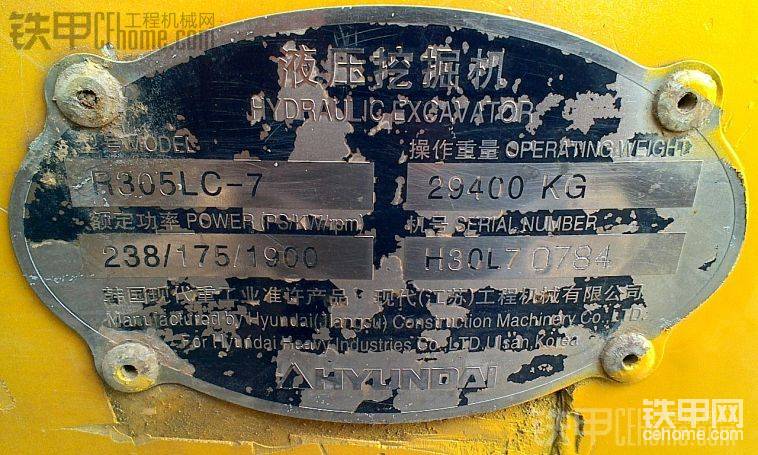 铁甲 工程机械网
CEhome.com
液压挖掘机
HYDRAULIC EXCAVATOR
MODEL
操作重量 OPERATING WEIGHT
R305LC-7
29400 KG
额定功率 POWER (PS/KW/rpm)
机号 SERIAL NUMBER
238/175/1900
H30L7 0784
韩国现代重工业准许产品 现代(江苏)工程机械有限公司
Manufactured by Hyundai(Jiangsu) Construction Machinery Co., LTD.
For Hyundai Heavy Industries Co., LTD, Ulsan, Korea
HYUNDAI
铁甲网
cehome.com